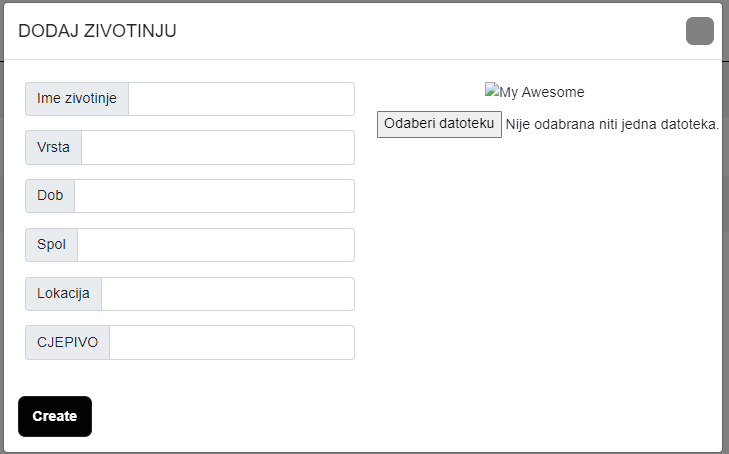 DODAJ ZIVOTINJU
Ime zivotinje
Vrsta
Dob
Spol
Lokacija
CJEPIVO
My Awesome
Odaberi datoteku Nije odabrana niti jedna datoteka.
Create